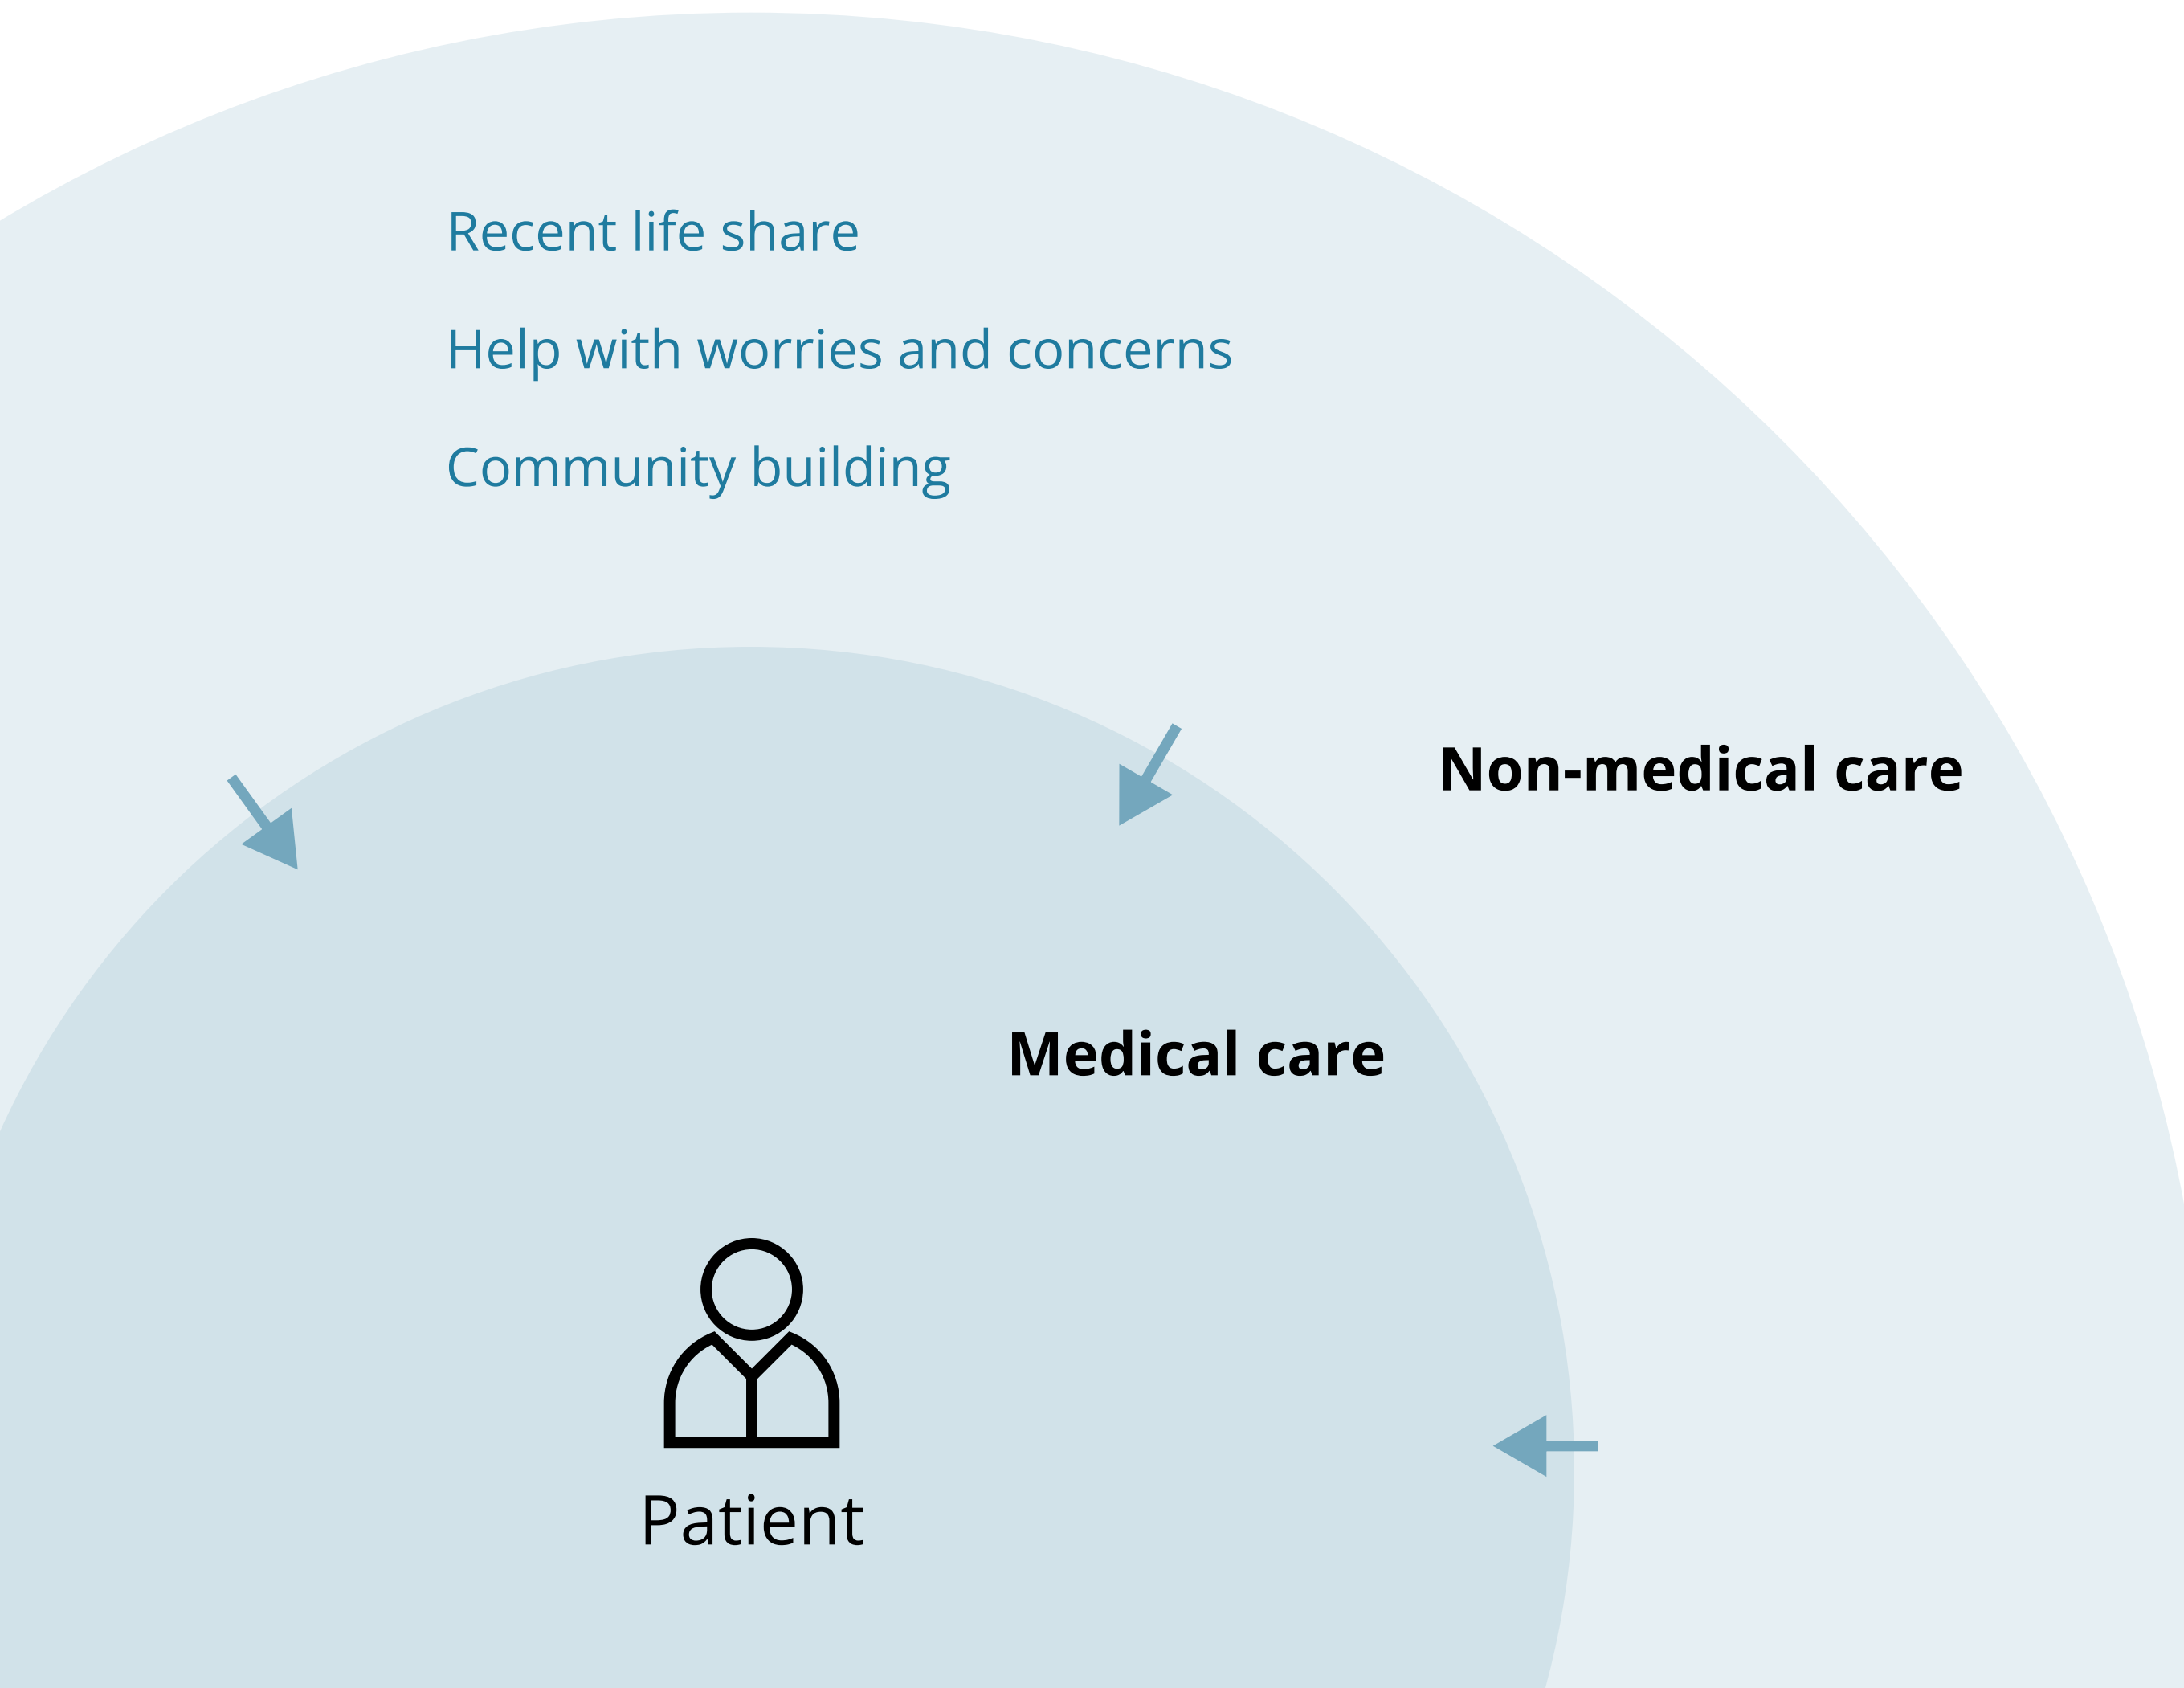 Recent life share
Help with worries and concerns
Community building
Non-medical care
Medical care
Patient